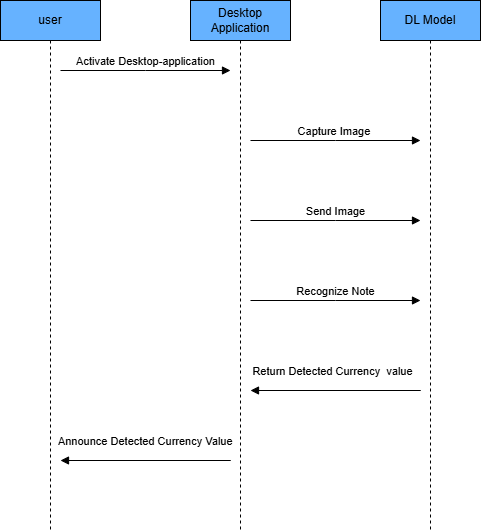 user
Desktop
Application
DL Model
Activate Desktop-application
Capture Image
Send Image
Recognize Note
Return Detected Currency  value
Announce Detected Currency Value